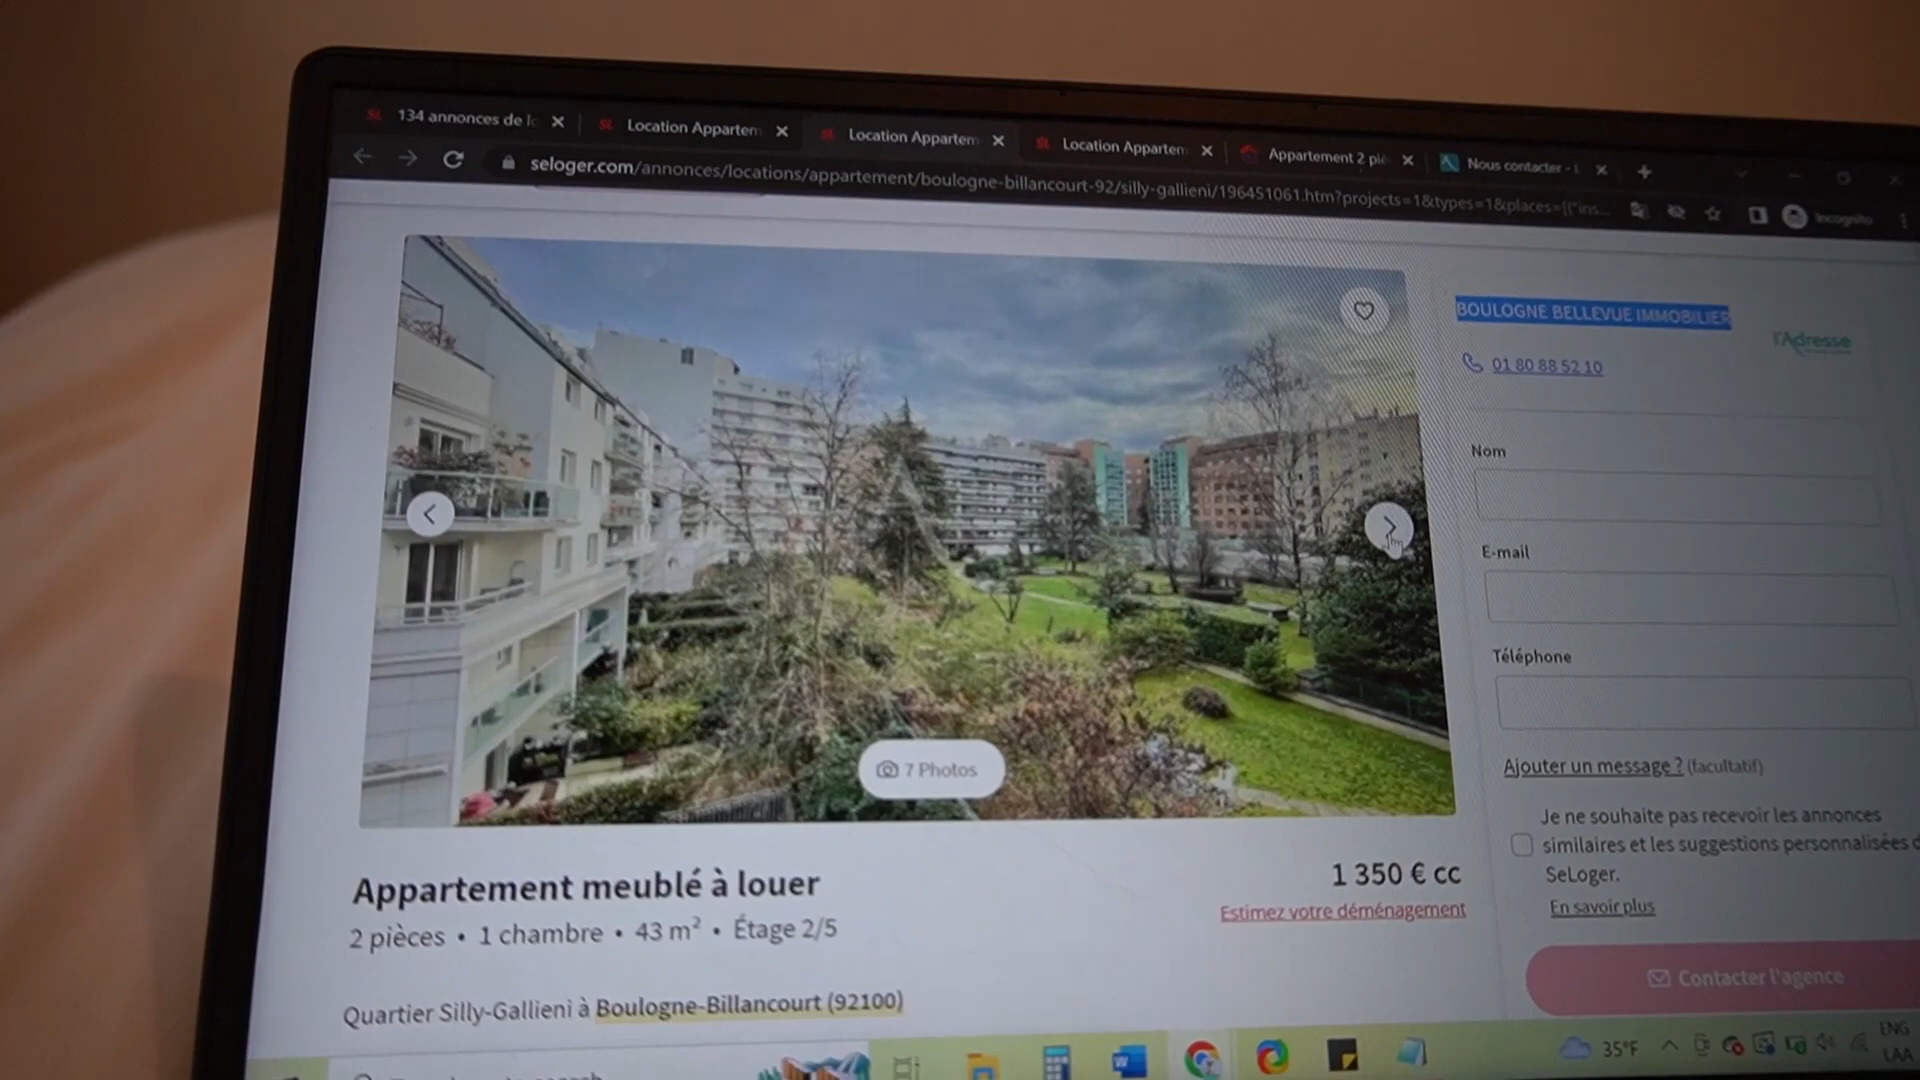 134 annonces de l
Location Appartem
Location Appartem
Location Appartem
Appartement 2 piè
Nous contacter - L
seloger.com/annonces/locations/appartement/boulogne-billancourt-92/silly-gallieni/196451061.htm?projects=1&types=1&places=[{"ins...
Incognito
BOULOGNE BELLEVUE IMMOBILIER
l'Adresse
01 80 88 52 10
Nom
E-mail
Téléphone
7 Photos
Ajouter un message ? (facultatif)
Je ne souhaite pas recevoir les annonces
similaires et les suggestions personnalisées d
SeLoger.
En savoir plus
Contacter l'agence
Appartement meublé à louer
1 350 € cc
Estimez votre déménagement
2 pièces • 1 chambre • 43 m² • Étage 2/5
Quartier Silly-Gallieni à Boulogne-Billancourt (92100)
35°F
ENG
LAA